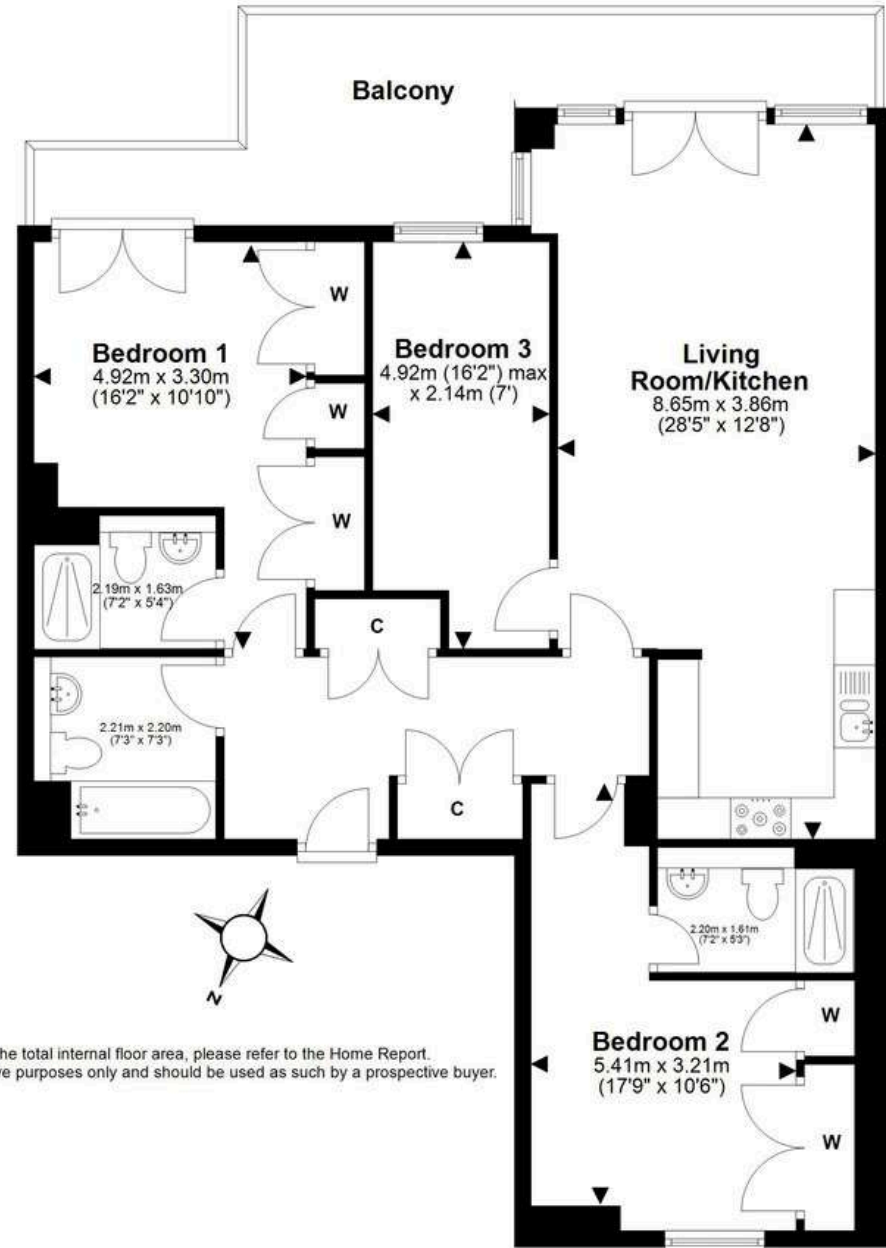 Balcony
Bedroom 1
4.92m x 3.30m
(16'2" x 10'10")
W
W
W
Bedroom 3
4.92m (16'2") max
x 2.14m (7')
Living
Room/Kitchen
8.65m x 3.86m
(28'5" x 12'8")
2.19m x 1.63m
(7'2" x 5'4")
C
2.21m x 2.20m
(7'3" x 7'3")
C
2.20m x 1.61m
(7'2" x 5'3")
N
Bedroom 2
5.41m x 3.21m
(17'9" x 10'6")
W
W
he total internal floor area, please refer to the Home Report.
ve purposes only and should be used as such by a prospective buyer.